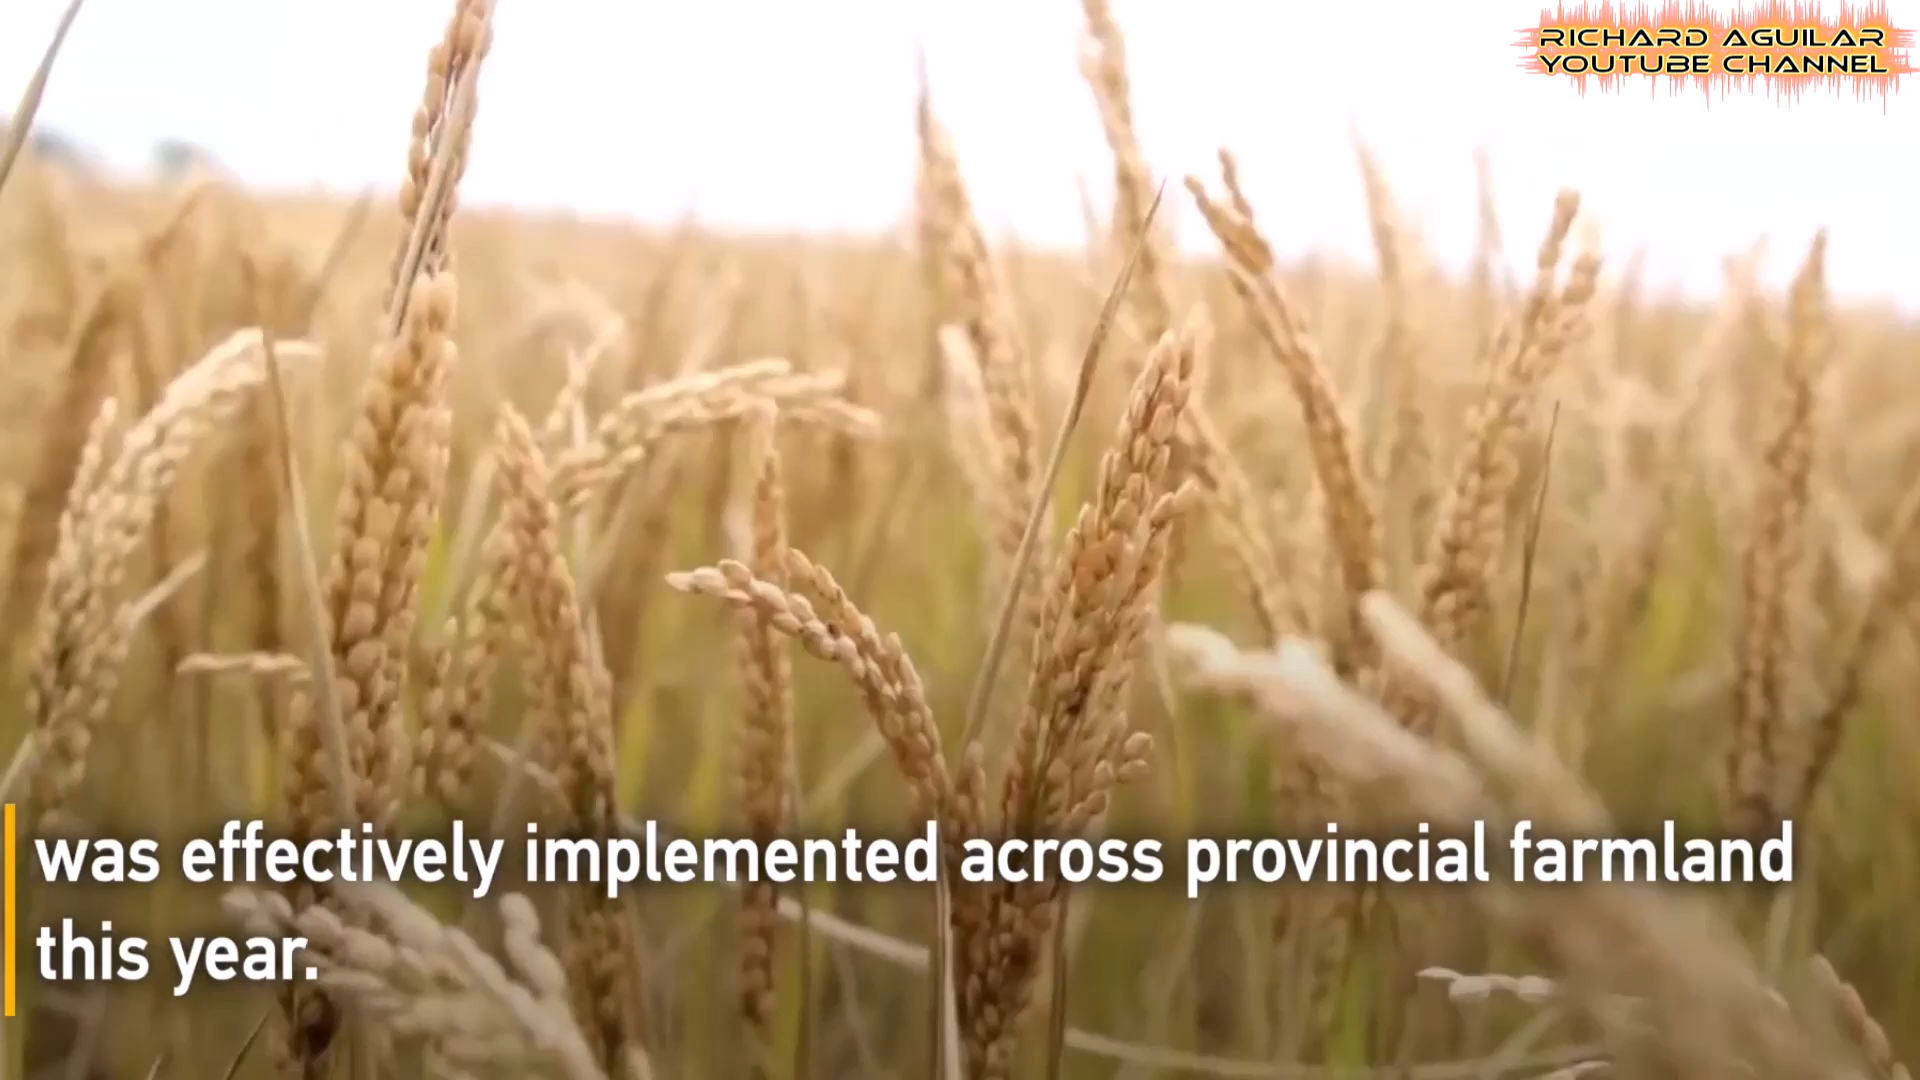 RICHARD AGUILAR
YOUTUBE CHANNEL
was effectively implemented across provincial farmland
this year.